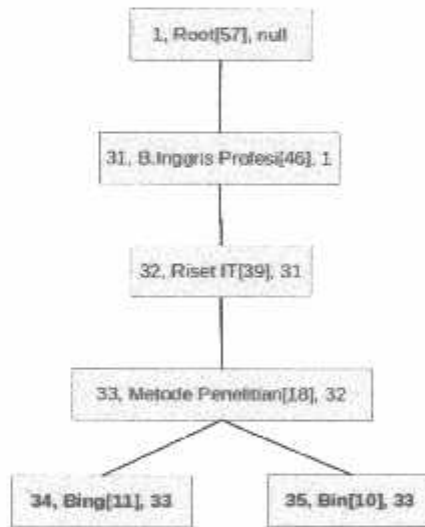 1, Root[57], null
31, B.Inggris Profesi[46], 1
32, Riset IT[39], 31
33, Metode Penelitian[18], 32
34, Bing[11], 33
35, Bin[10], 33